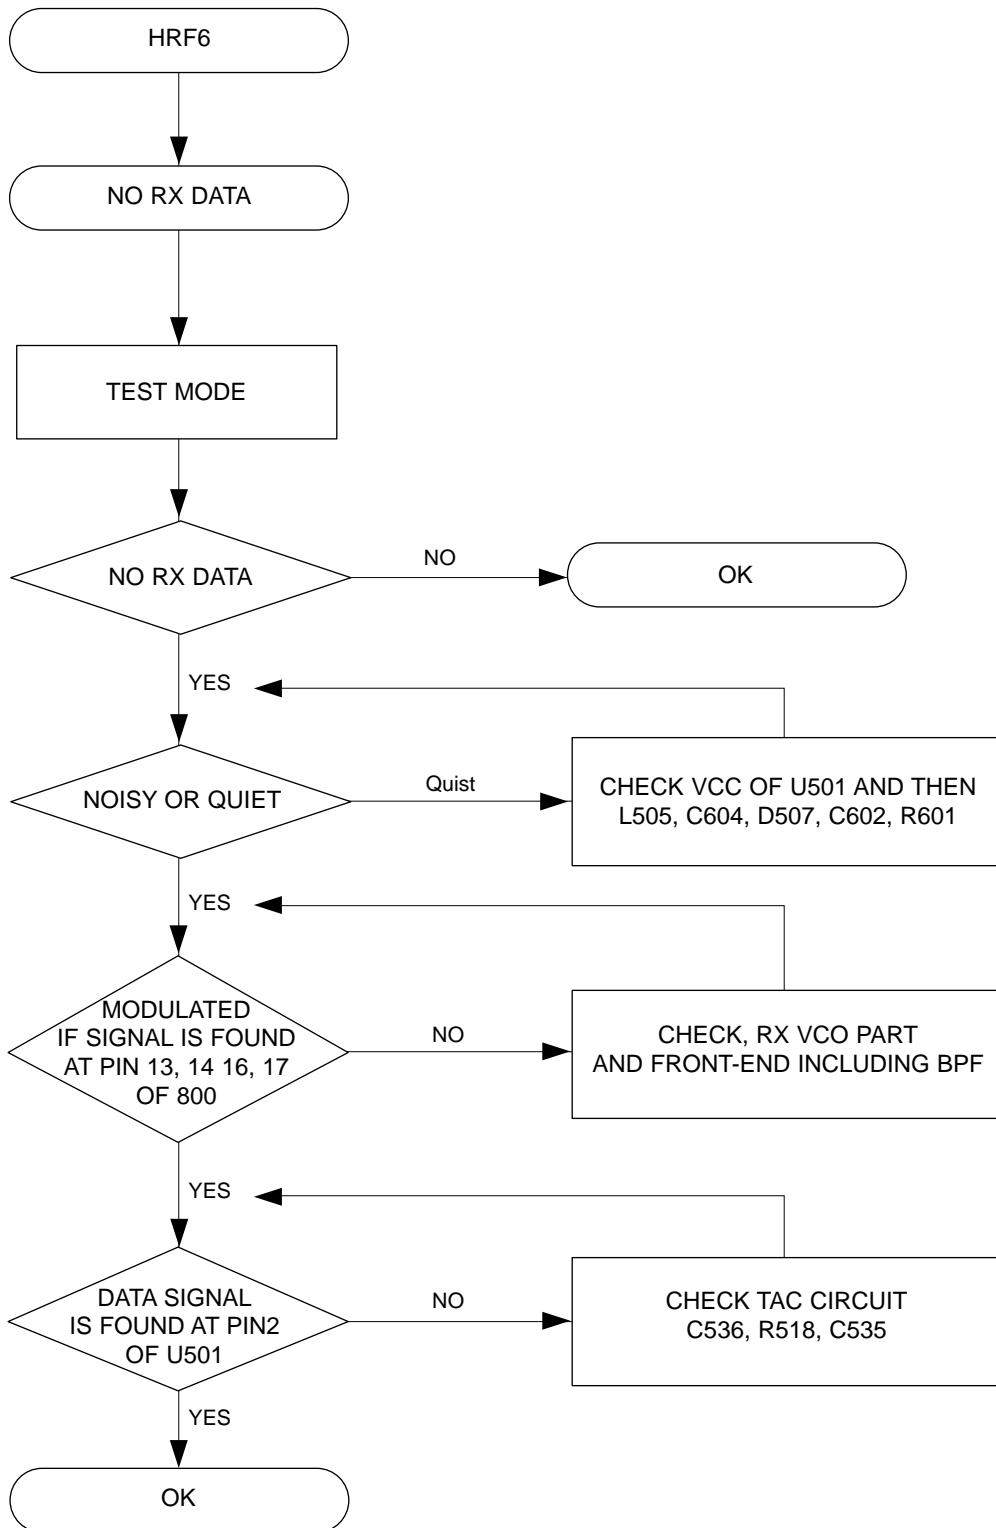 HRF6
NO RX DATA
TEST MODE
NO RX DATA
NO
OK
YES
NOISY OR QUIET
Quist
CHECK VCC OF U501 AND THEN
L505, C604, D507, C602, R601
YES
MODULATED
IF SIGNAL IS FOUND
AT PIN 13, 14 16, 17
OF 800
NO
CHECK, RX VCO PART
AND FRONT-END INCLUDING BPF
YES
DATA SIGNAL
IS FOUND AT PIN2
OF U501
NO
CHECK TAC CIRCUIT
C536, R518, C535
YES
OK